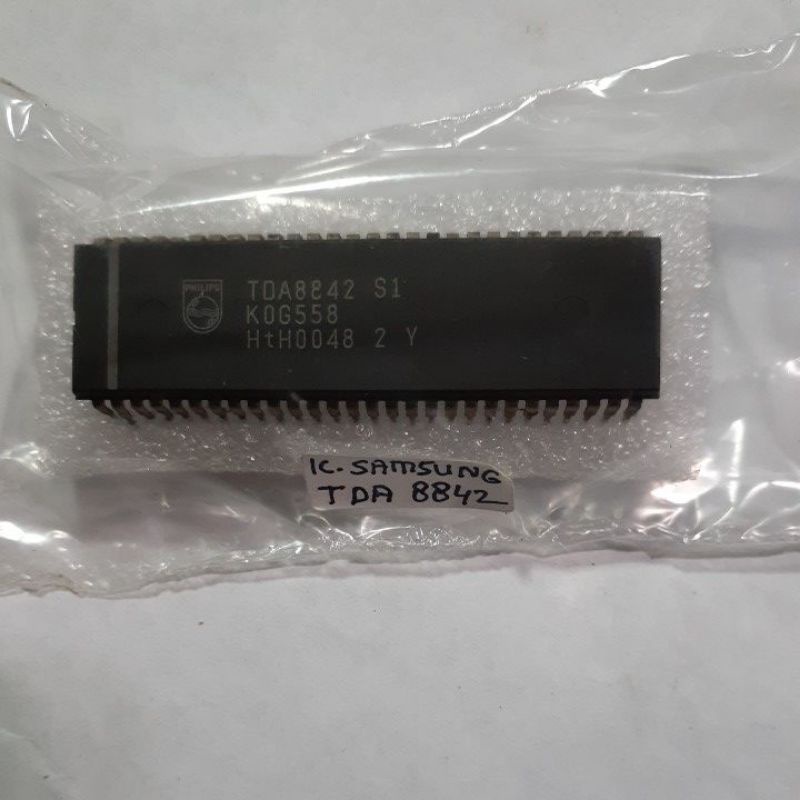 PHILIPS
TDA8842 S1
K0G558
HtH0048 2 Y
IC.SAMSUNG
TDA 8842